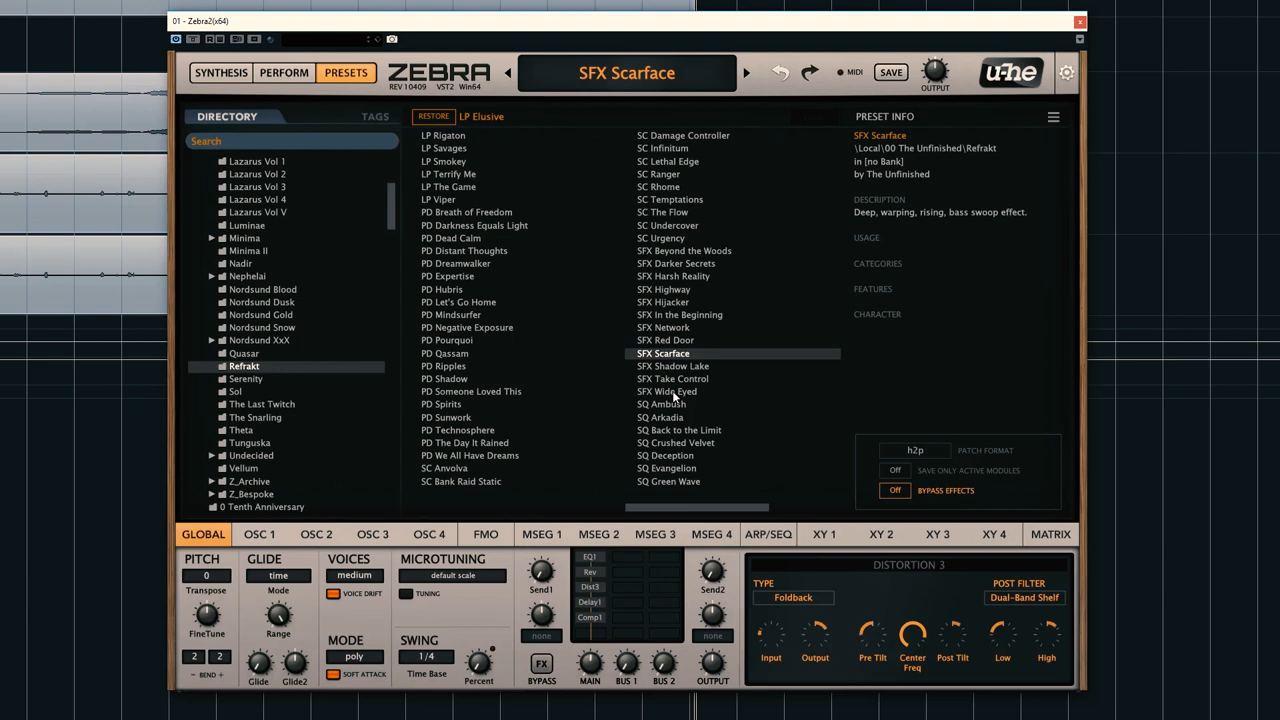 01 - Zebra2(x64)
SYNTHESIS PERFORM PRESETS
ZEBRA
REV 10409 VST2 Win64
SFX Scarface
MIDI SAVE
OUTPUT
u-he
DIRECTORY TAGS
Search
Lazarus Vol 1
Lazarus Vol 2
Lazarus Vol 3
Lazarus Vol 4
Lazarus Vol V
Luminae
Minima
Minima II
Nadir
Nephelai
Nordsund Blood
Nordsund Dusk
Nordsund Gold
Nordsund Snow
Nordsund XxX
Quasar
Refrakt
Serenity
Sol
The Last Twitch
The Snarling
Theta
Tunguska
Undecided
Vellum
Z_Archive
Z_Bespoke
0 Tenth Anniversary
RESTORE LP Elusive
LP Rigaton
LP Savages
LP Smokey
LP Terrify Me
LP The Game
LP Viper
PD Breath of Freedom
PD Darkness Equals Light
PD Dead Calm
PD Distant Thoughts
PD Dreamwalker
PD Expertise
PD Hubris
PD Let's Go Home
PD Mindsurfer
PD Negative Exposure
PD Pourquoi
PD Qassam
PD Ripples
PD Shadow
PD Someone Loved This
PD Spirits
PD Sunwork
PD Technosphere
PD The Day It Rained
PD We All Have Dreams
SC Anvolva
SC Bank Raid Static
SC Damage Controller
SC Infinitum
SC Lethal Edge
SC Ranger
SC Rhome
SC Temptations
SC The Flow
SC Undercover
SC Urgency
SFX Beyond the Woods
SFX Darker Secrets
SFX Harsh Reality
SFX Highway
SFX Hijacker
SFX In the Beginning
SFX Network
SFX Red Door
SFX Scarface
SFX Shadow Lake
SFX Take Control
SFX Wide Eyed
SQ Ambush
SQ Arkadia
SQ Back to the Limit
SQ Crushed Velvet
SQ Deception
SQ Evangelion
SQ Green Wave
PRESET INFO
SFX Scarface
\Local\00 The Unfinished\Refrakt
in [no Bank]
by The Unfinished
DESCRIPTION
Deep, warping, rising, bass swoop effect.
USAGE
CATEGORIES
FEATURES
CHARACTER
h2p PATCH FORMAT
Off SAVE ONLY ACTIVE MODULES
Off BYPASS EFFECTS
GLOBAL OSC 1 OSC 2 OSC 3 OSC 4 FMO MSEG 1 MSEG 2 MSEG 3 MSEG 4 ARP/SEQ XY 1 XY 2 XY 3 XY 4 MATRIX
PITCH
0
Transpose
FineTune
2 2
− BEND +
GLIDE
time
Mode
Range
Glide Glide2
VOICES
medium
VOICE DRIFT
MODE
poly
SOFT ATTACK
MICROTUNING
default scale
TUNING
SWING
1/4
Time Base
Percent
Send1
none
FX
BYPASS
EQ1
Rev
Dist3
Delay1
Comp1
MAIN BUS 1 BUS 2
Send2
none
OUTPUT
DISTORTION 3
TYPE POST FILTER
Foldback Dual-Band Shelf
Input Output Pre Tilt Center Freq Post Tilt Low High